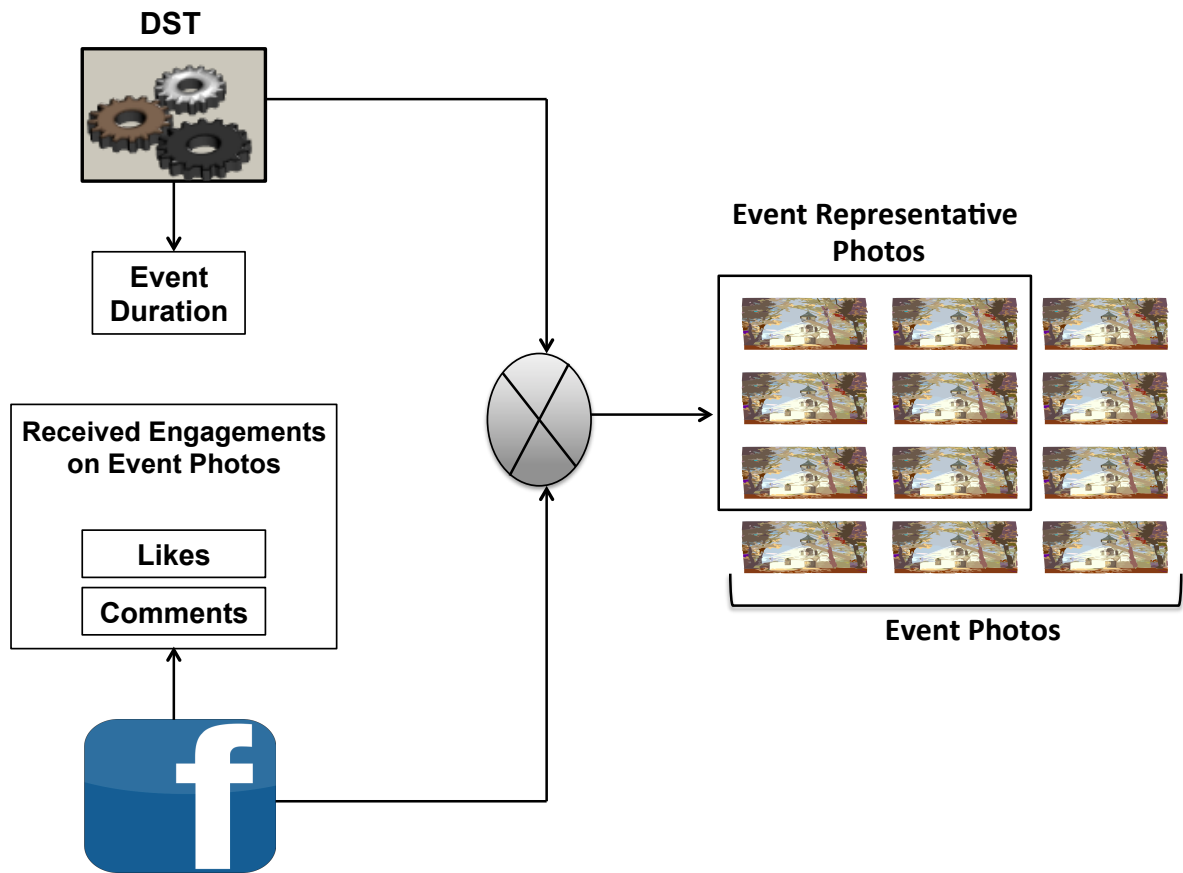 DST
Event
Duration
Received Engagements
on Event Photos
Likes
Comments
f
Event Representative
Photos
Event Photos